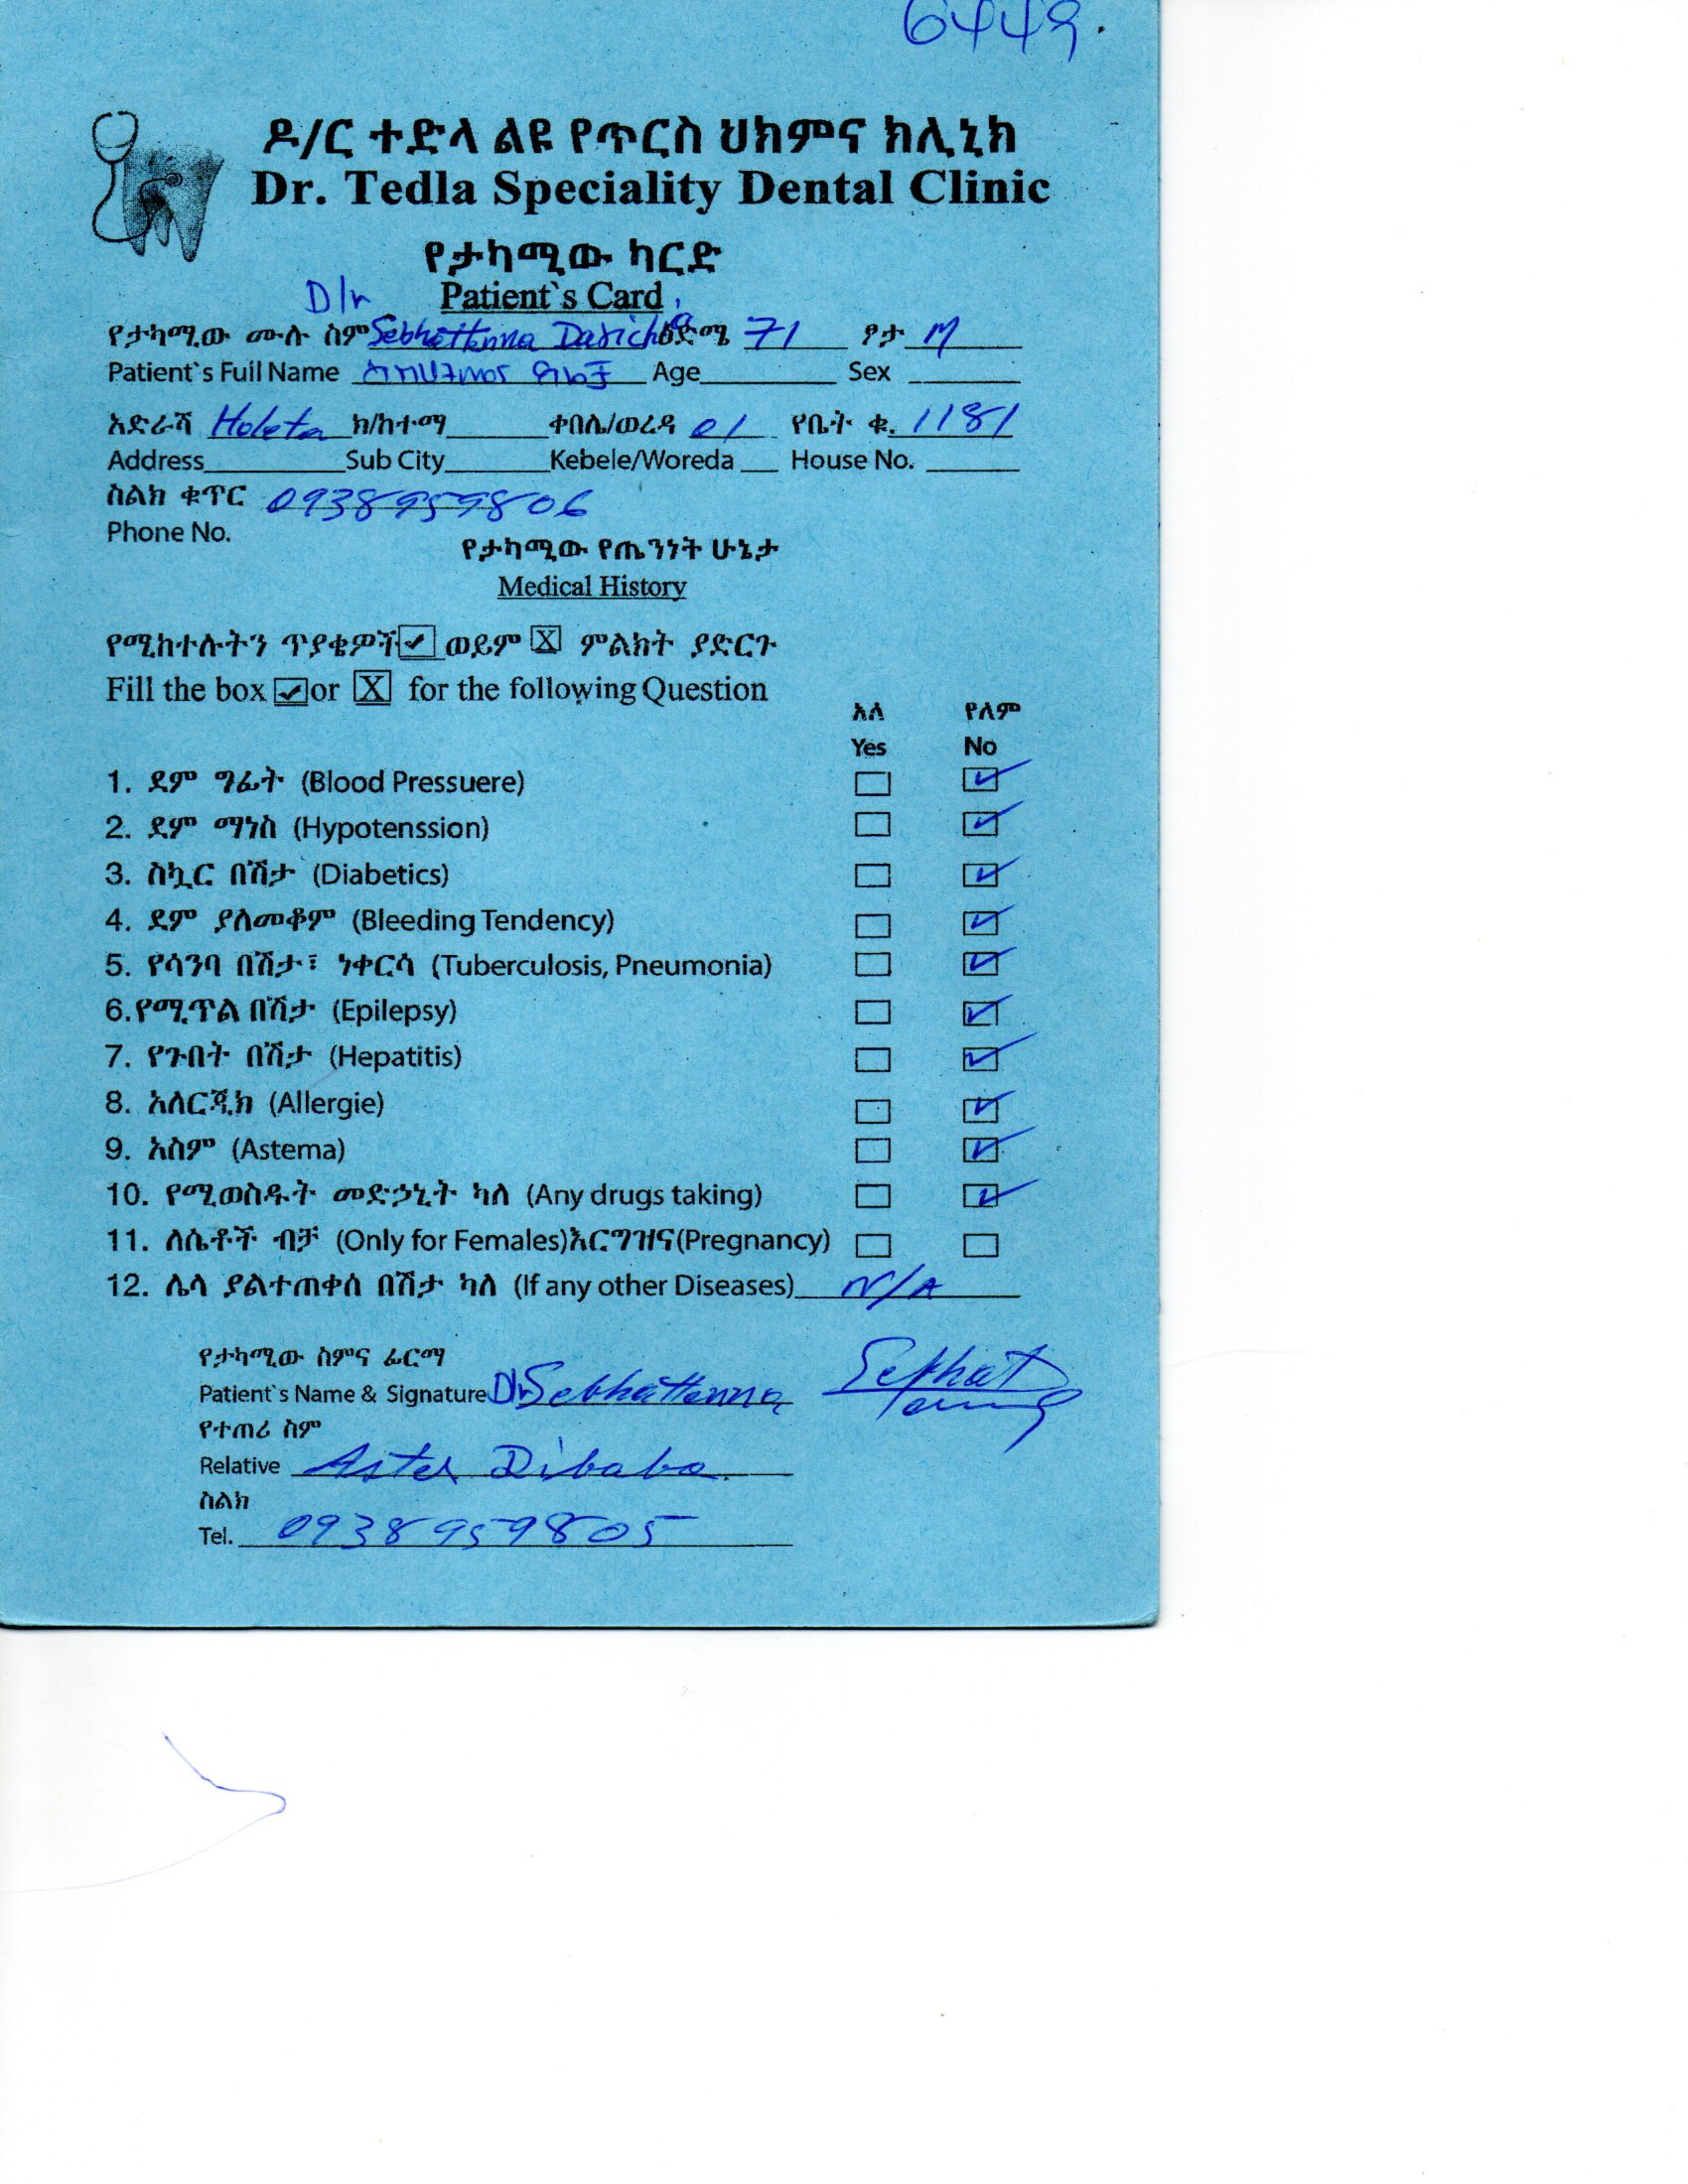 6449.
ዶ/ር ተድላ ልዩ የጥርስ ህክምና ክሊኒክ
Dr. Tedla Speciality Dental Clinic
የታካሚው ካርድ
D/r Patient`s Card
የታካሚው ሙሉ ስም Sebhattenna Daricha ዕድሜ 71 ፆታ M
Patient`s Full Name Age Sex
አድራሻ Holeta ክ/ከተማ ቀበሌ/ወረዳ 01 የቤት ቁ. 1181
Address Sub City Kebele/Woreda House No.
ስልክ ቁጥር 0938959806
Phone No.
የታካሚው የጤንነት ሁኔታ
Medical History
የሚከተሉትን ጥያቄዎች ✓ ወይም X ምልክት ያድርጉ
Fill the box ✓ or X for the following Question
አለ የለም
Yes No
1. ደም ግፊት (Blood Pressuere) ☐ ✓
2. ደም ማነስ (Hypotenssion) ☐ ✓
3. ስኳር በሽታ (Diabetics) ☐ ✓
4. ደም ያለመቆም (Bleeding Tendency) ☐ ✓
5. የሳንባ በሽታ፣ ነቀርሳ (Tuberculosis, Pneumonia) ☐ ✓
6.የሚጥል በሽታ (Epilepsy) ☐ ✓
7. የጉበት በሽታ (Hepatitis) ☐ ✓
8. አለርጂክ (Allergie) ☐ ✓
9. አስም (Astema) ☐ ✓
10. የሚወስዱት መድኃኒት ካለ (Any drugs taking) ☐ ✓
11. ለሴቶች ብቻ (Only for Females)እርግዝና(Pregnancy) ☐ ☐
12. ሌላ ያልተጠቀሰ በሽታ ካለ (If any other Diseases) N/A
የታካሚው ስምና ፊርማ
Patient`s Name & Signature D/r Sebhattenna
የተጠሪ ስም
Relative Aster Dibaba.
ስልክ
Tel. 0938959805